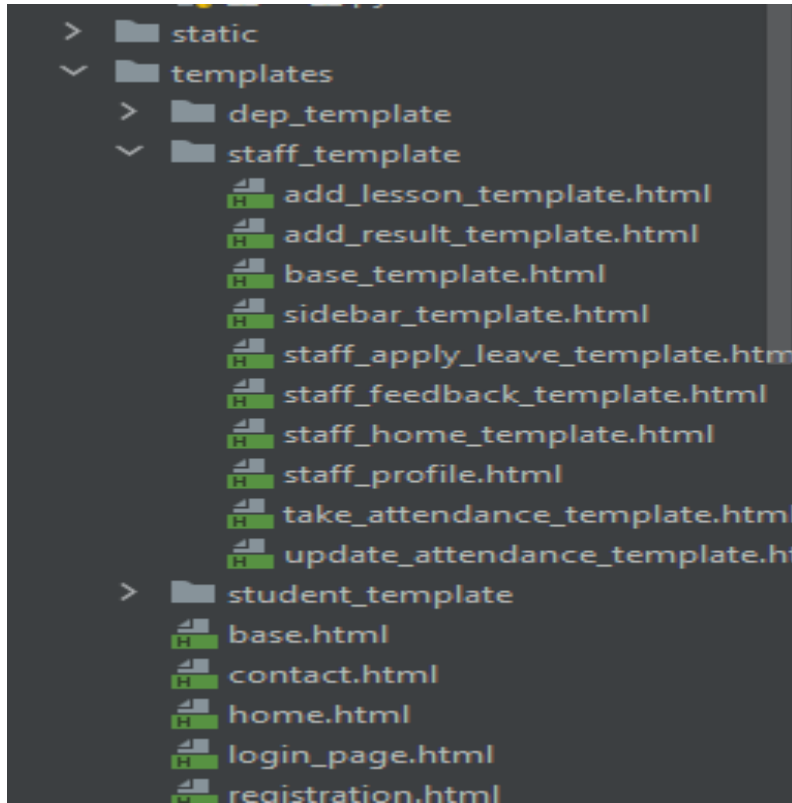 static
templates
dep_template
staff_template
add_lesson_template.html
add_result_template.html
base_template.html
sidebar_template.html
staff_apply_leave_template.htm
staff_feedback_template.html
staff_home_template.html
staff_profile.html
take_attendance_template.html
update_attendance_template.ht
student_template
base.html
contact.html
home.html
login_page.html
registration.html